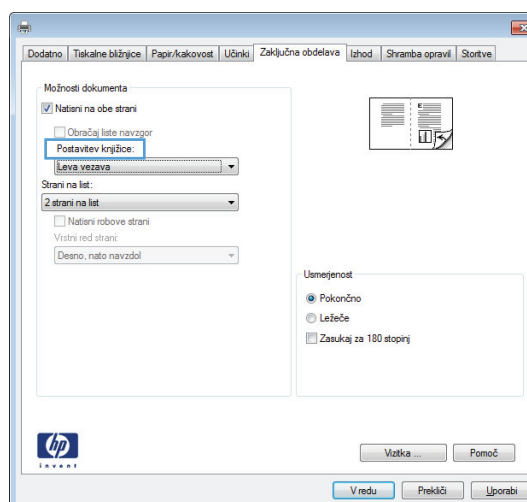 Dodatno Tiskalne bližnjice Papir/kakovost Učinki Zaključna obdelava Izhod Shramba opravil Storitve
Možnosti dokumenta
Natisni na obe strani
Obračaj liste navzgor
Postavitev knjižice:
Leva vezava
Strani na list:
2 strani na list
Natisni robove strani
Vrstni red strani:
Desno, nato navzdol
Usmerjenost
Pokončno
Ležeče
Zasukaj za 180 stopinj
hp
invent
Vizitka ... Pomoč
V redu Prekliči Uporabi